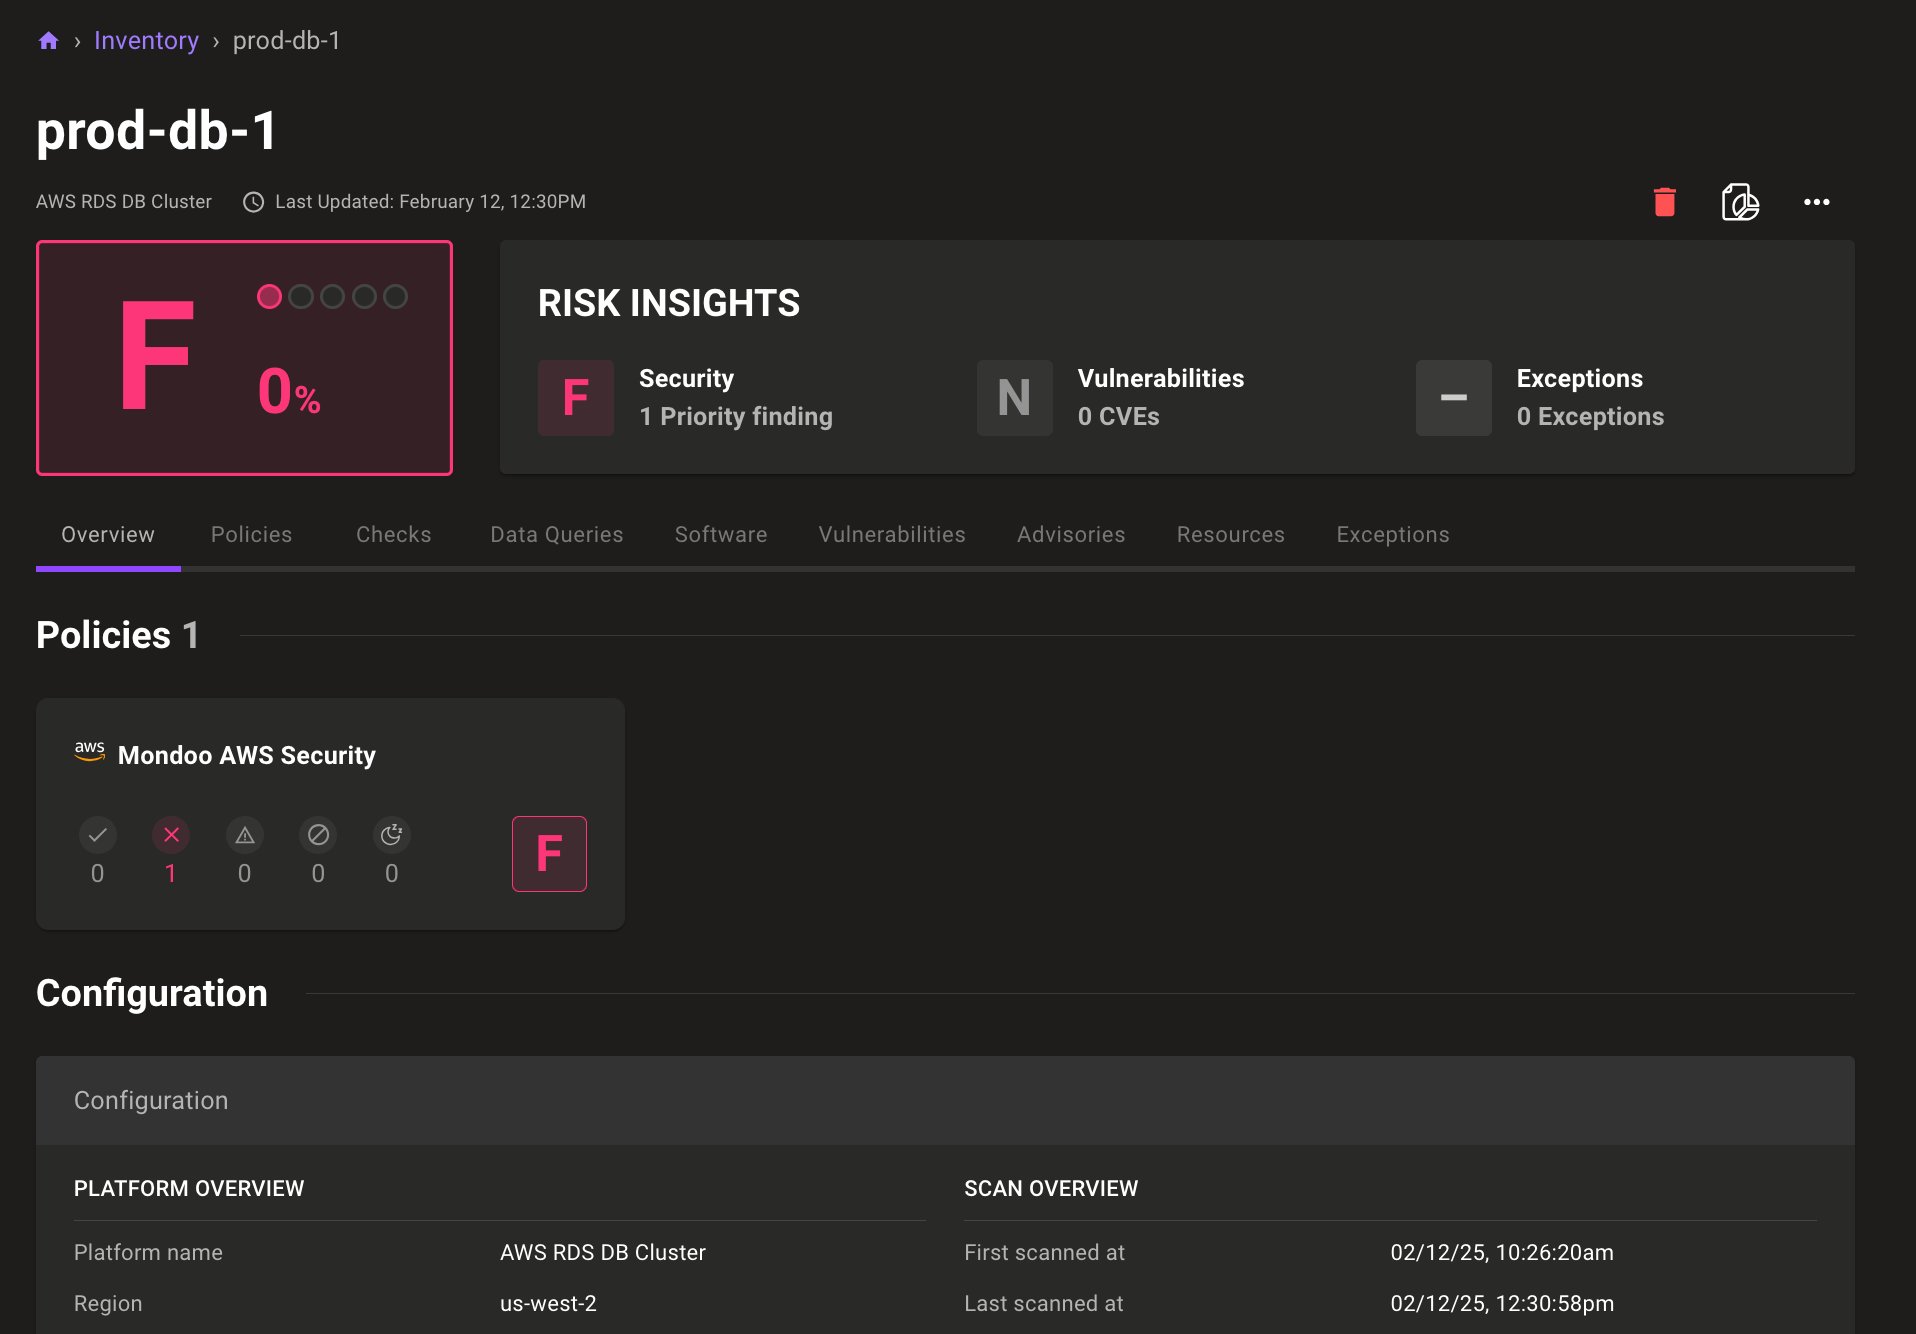 › Inventory › prod-db-1
prod-db-1
AWS RDS DB Cluster Last Updated: February 12, 12:30PM
F
0%
RISK INSIGHTS
F Security
1 Priority finding
N Vulnerabilities
0 CVEs
– Exceptions
0 Exceptions
Overview Policies Checks Data Queries Software Vulnerabilities Advisories Resources Exceptions
Policies 1
aws Mondoo AWS Security
0 1 0 0 0
F
Configuration
Configuration
PLATFORM OVERVIEW
Platform name AWS RDS DB Cluster
Region us-west-2
SCAN OVERVIEW
First scanned at 02/12/25, 10:26:20am
Last scanned at 02/12/25, 12:30:58pm